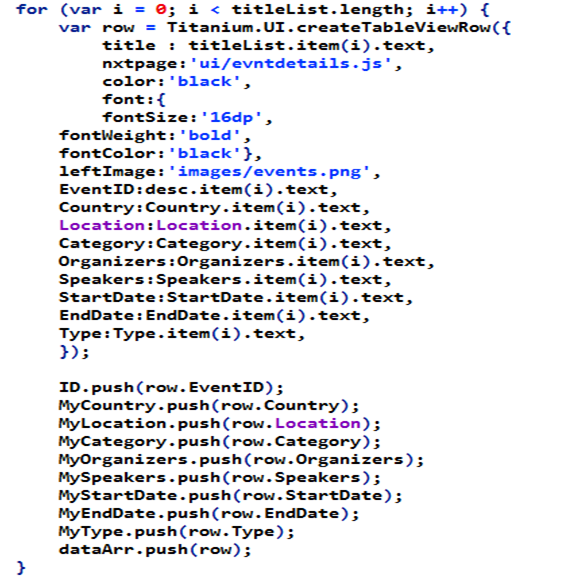 for (var i = 0; i < titleList.length; i++) {
    var row = Titanium.UI.createTableViewRow({
        title : titleList.item(i).text,
        nxtpage:'ui/evntdetails.js',
        color:'black',
        font:{
        fontSize:'16dp',
    fontWeight:'bold',
    fontColor:'black'},
    leftImage:'images/events.png',
    EventID:desc.item(i).text,
    Country:Country.item(i).text,
    Location:Location.item(i).text,
    Category:Category.item(i).text,
    Organizers:Organizers.item(i).text,
    Speakers:Speakers.item(i).text,
    StartDate:StartDate.item(i).text,
    EndDate:EndDate.item(i).text,
    Type:Type.item(i).text,
    });

    ID.push(row.EventID);
    MyCountry.push(row.Country);
    MyLocation.push(row.Location);
    MyCategory.push(row.Category);
    MyOrganizers.push(row.Organizers);
    MySpeakers.push(row.Speakers);
    MyStartDate.push(row.StartDate);
    MyEndDate.push(row.EndDate);
    MyType.push(row.Type);
    dataArr.push(row);
}